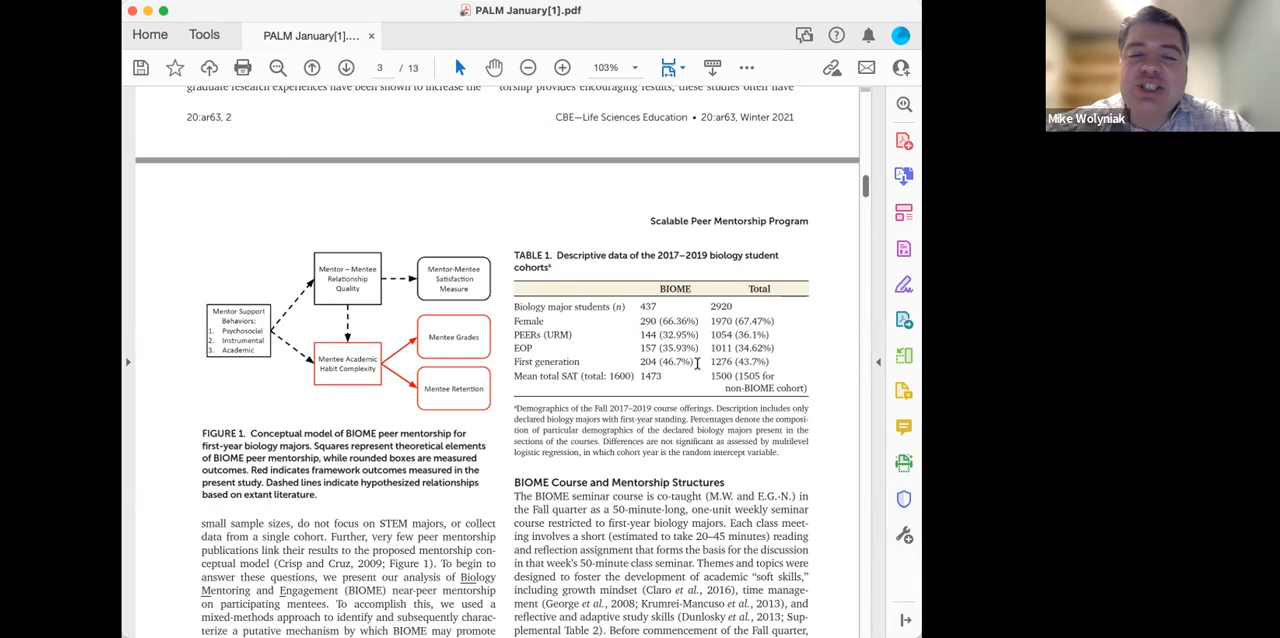 PALM January[1].pdf
Home
Tools
PALM January[1]....
×
3 / 13
103%
graduate research experiences have been shown to increase the
torship provides encouraging results, these studies often have
20:ar63, 2
CBE—Life Sciences Education • 20:ar63, Winter 2021
Scalable Peer Mentorship Program
Mentor Support
Behaviors:
1. Psychosocial
2. Instrumental
3. Academic
Mentor – Mentee
Relationship
Quality
Mentor-Mentee
Satisfaction
Measure
Mentee Academic
Habit Complexity
Mentee Grades
Mentee Retention
FIGURE 1. Conceptual model of BIOME peer mentorship for
first-year biology majors. Squares represent theoretical elements
of BIOME peer mentorship, while rounded boxes are measured
outcomes. Red indicates framework outcomes measured in the
present study. Dashed lines indicate hypothesized relationships
based on extant literature.
small sample sizes, do not focus on STEM majors, or collect
data from a single cohort. Further, very few peer mentorship
publications link their results to the proposed mentorship con-
ceptual model (Crisp and Cruz, 2009; Figure 1). To begin to
answer these questions, we present our analysis of Biology
Mentoring and Engagement (BIOME) near-peer mentorship
on participating mentees. To accomplish this, we used a
mixed-methods approach to identify and subsequently charac-
terize a putative mechanism by which BIOME may promote
TABLE 1. Descriptive data of the 2017–2019 biology student
cohortsa
BIOME Total
Biology major students (n) 437 2920
Female 290 (66.36%) 1970 (67.47%)
PEERs (URM) 144 (32.95%) 1054 (36.1%)
EOP 157 (35.93%) 1011 (34.62%)
First generation 204 (46.7%) 1276 (43.7%)
Mean total SAT (total: 1600) 1473 1500 (1505 for
non-BIOME cohort)
aDemographics of the Fall 2017–2019 course offerings. Description includes only
declared biology majors with first-year standing. Percentages denote the composi-
tion of particular demographics of the declared biology majors present in the
sections of the courses. Differences are not significant as assessed by multilevel
logistic regression, in which cohort year is the random intercept variable.
BIOME Course and Mentorship Structures
The BIOME seminar course is co-taught (M.W. and E.G.-N.) in
the Fall quarter as a 50-minute-long, one-unit weekly seminar
course restricted to first-year biology majors. Each class meet-
ing involves a short (estimated to take 20–45 minutes) reading
and reflection assignment that forms the basis for the discussion
in that week's 50-minute class seminar. Themes and topics were
designed to foster the development of academic "soft skills,"
including growth mindset (Claro et al., 2016), time manage-
ment (George et al., 2008; Krumrei-Mancuso et al., 2013), and
reflective and adaptive study skills (Dunlosky et al., 2013; Sup-
plemental Table 2). Before commencement of the Fall quarter,
Mike Wolyniak